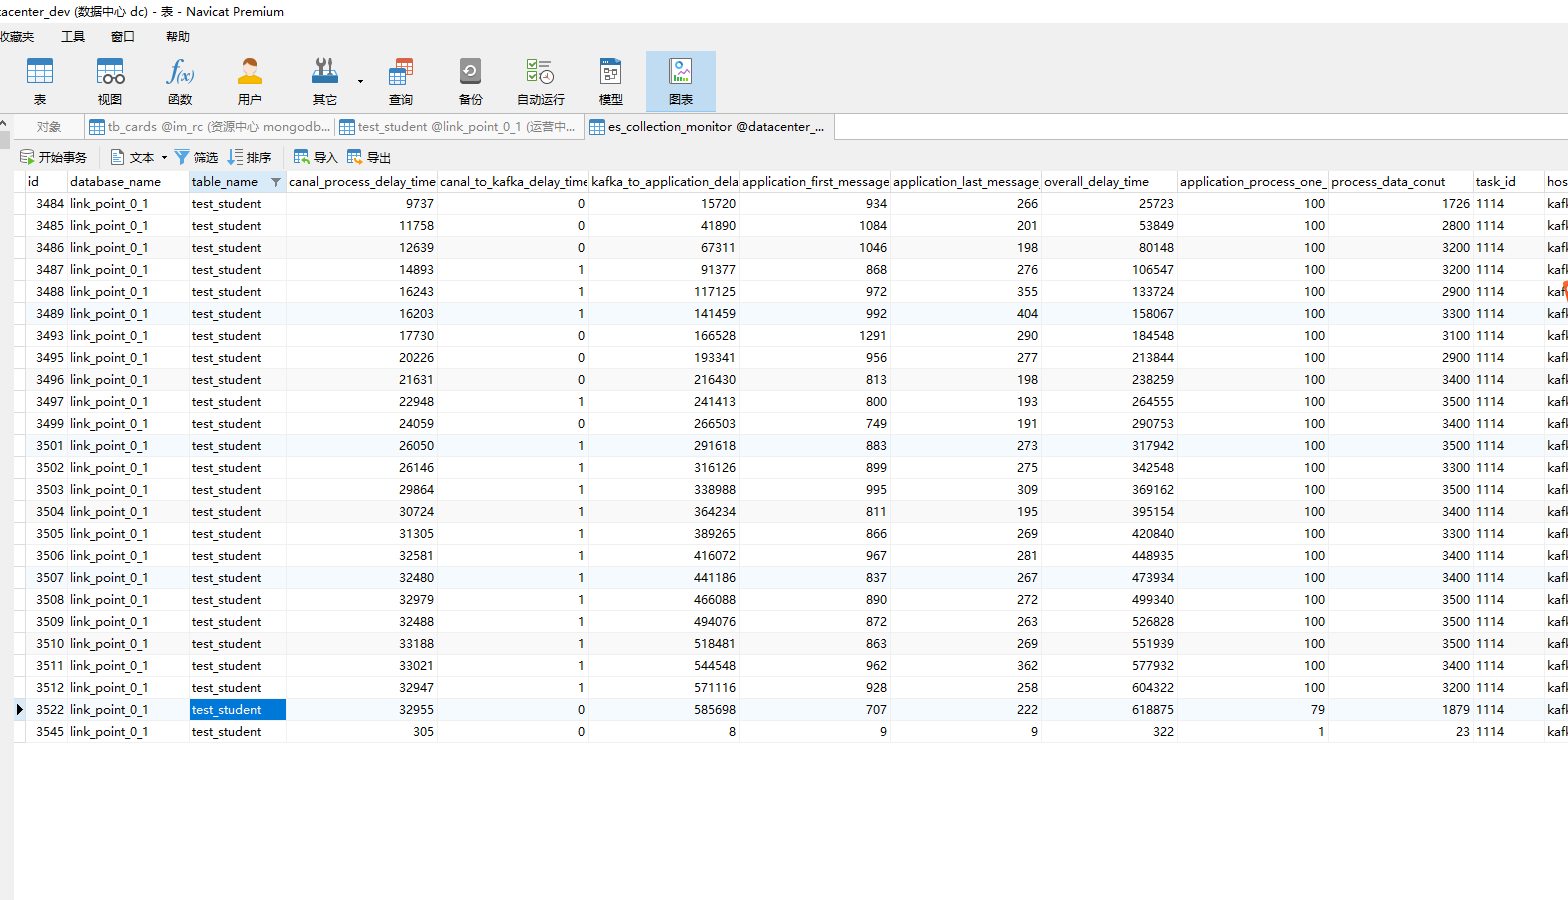 acenter_dev (数据中心 dc) - 表 - Navicat Premium
收藏夹 工具 窗口 帮助
表 视图 函数 用户 其它 查询 备份 自动运行 模型 图表
对象 tb_cards @im_rc (资源中心 mongodb... test_student @link_point_0_1 (运营中... es_collection_monitor @datacenter_...
开始事务 文本 筛选 排序 导入 导出
id database_name table_name canal_process_delay_time canal_to_kafka_delay_time kafka_to_application_dela application_first_message application_last_message_ overall_delay_time application_process_one_ process_data_conut task_id hos
3484 link_point_0_1 test_student 9737 0 15720 934 266 25723 100 1726 1114 kafl
3485 link_point_0_1 test_student 11758 0 41890 1084 201 53849 100 2800 1114 kafl
3486 link_point_0_1 test_student 12639 0 67311 1046 198 80148 100 3200 1114 kafl
3487 link_point_0_1 test_student 14893 1 91377 868 276 106547 100 3200 1114 kafl
3488 link_point_0_1 test_student 16243 1 117125 972 355 133724 100 2900 1114 kaf
3489 link_point_0_1 test_student 16203 1 141459 992 404 158067 100 3300 1114 kafl
3493 link_point_0_1 test_student 17730 0 166528 1291 290 184548 100 3100 1114 kafl
3495 link_point_0_1 test_student 20226 0 193341 956 277 213844 100 2900 1114 kafl
3496 link_point_0_1 test_student 21631 0 216430 813 198 238259 100 3400 1114 kafl
3497 link_point_0_1 test_student 22948 1 241413 800 193 264555 100 3500 1114 kafl
3499 link_point_0_1 test_student 24059 0 266503 749 191 290753 100 3400 1114 kafl
3501 link_point_0_1 test_student 26050 1 291618 883 273 317942 100 3500 1114 kafl
3502 link_point_0_1 test_student 26146 1 316126 899 275 342548 100 3300 1114 kafl
3503 link_point_0_1 test_student 29864 1 338988 995 309 369162 100 3500 1114 kafl
3504 link_point_0_1 test_student 30724 1 364234 811 195 395154 100 3400 1114 kafl
3505 link_point_0_1 test_student 31305 1 389265 866 269 420840 100 3300 1114 kafl
3506 link_point_0_1 test_student 32581 1 416072 967 281 448935 100 3400 1114 kafl
3507 link_point_0_1 test_student 32480 1 441186 837 267 473934 100 3400 1114 kafl
3508 link_point_0_1 test_student 32979 1 466088 890 272 499340 100 3500 1114 kafl
3509 link_point_0_1 test_student 32488 1 494076 872 263 526828 100 3500 1114 kafl
3510 link_point_0_1 test_student 33188 1 518481 863 269 551939 100 3500 1114 kafl
3511 link_point_0_1 test_student 33021 1 544548 962 362 577932 100 3400 1114 kafl
3512 link_point_0_1 test_student 32947 1 571116 928 258 604322 100 3200 1114 kafl
3522 link_point_0_1 test_student 32955 0 585698 707 222 618875 79 1879 1114 kafl
3545 link_point_0_1 test_student 305 0 8 9 9 322 1 23 1114 kafl